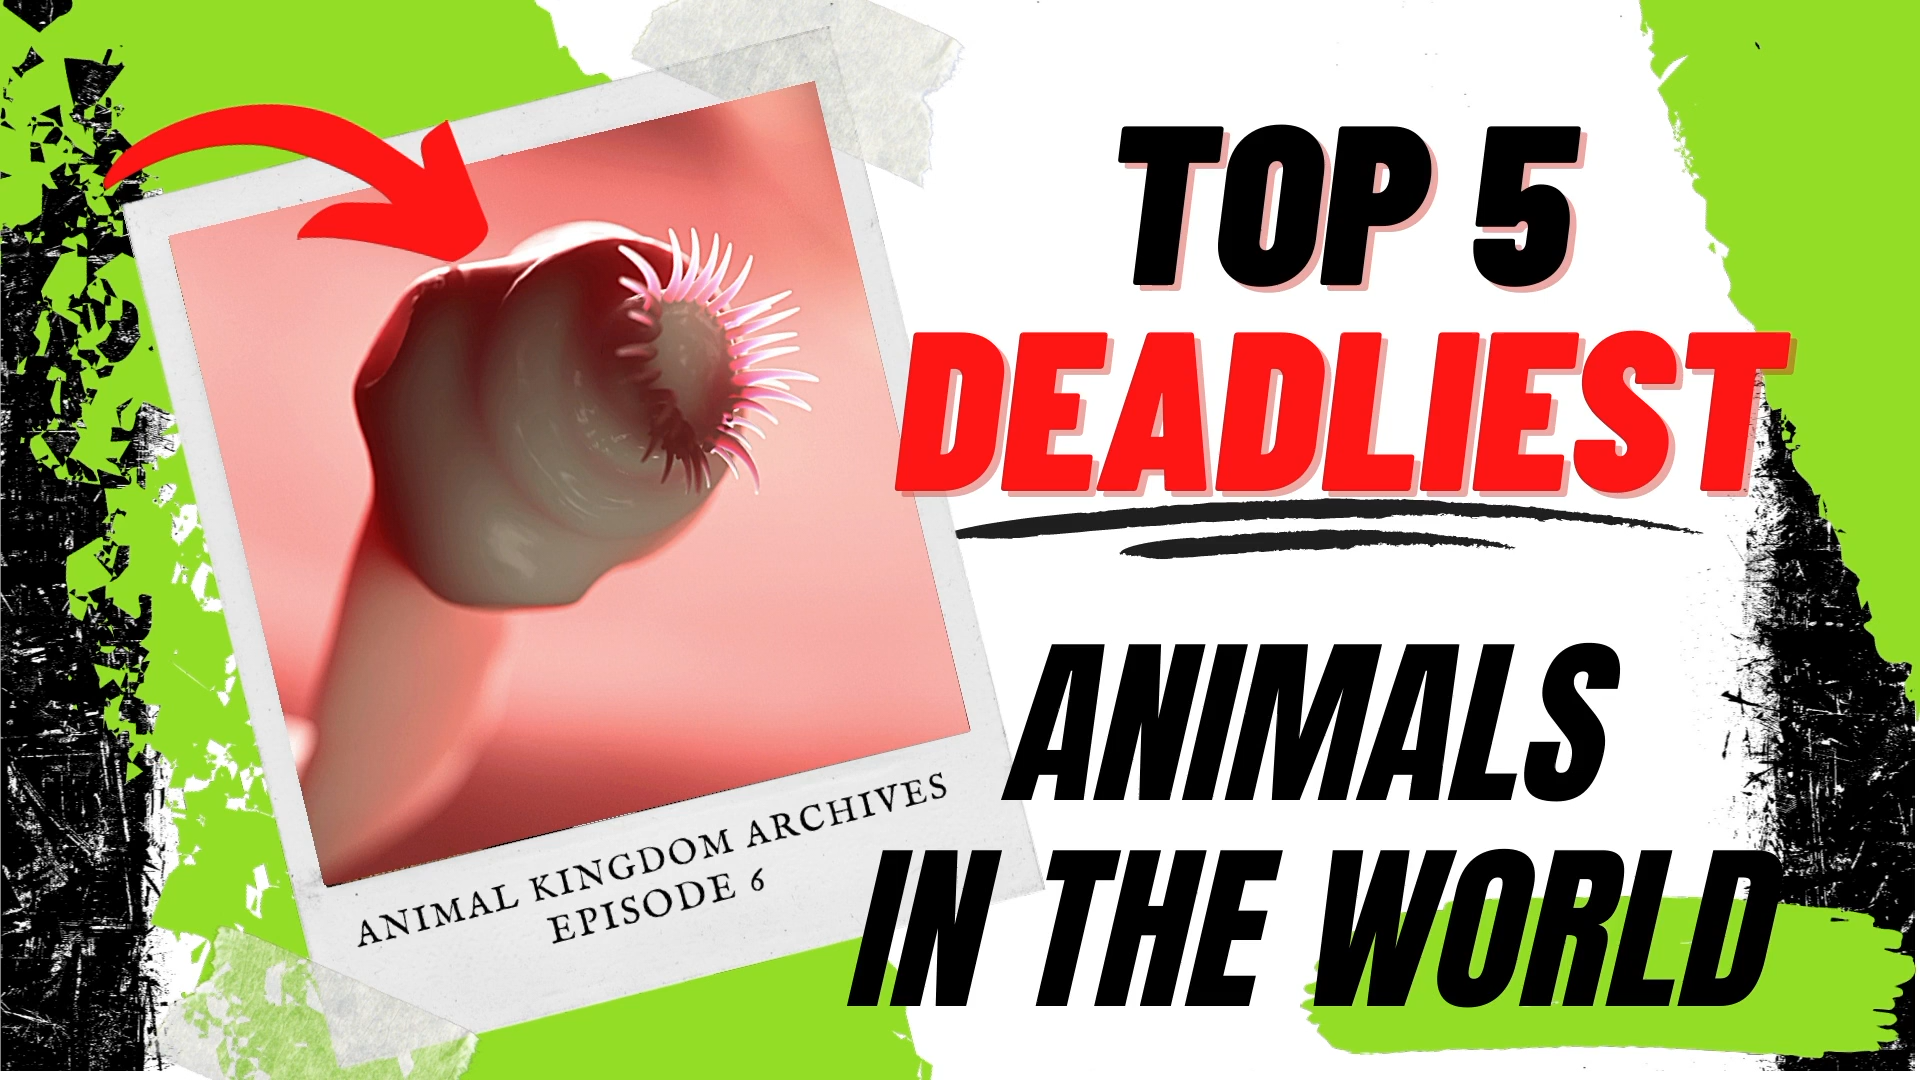 TOP 5
DEADLIEST
ANIMALS
IN THE WORLD
ANIMAL KINGDOM ARCHIVES
EPISODE 6